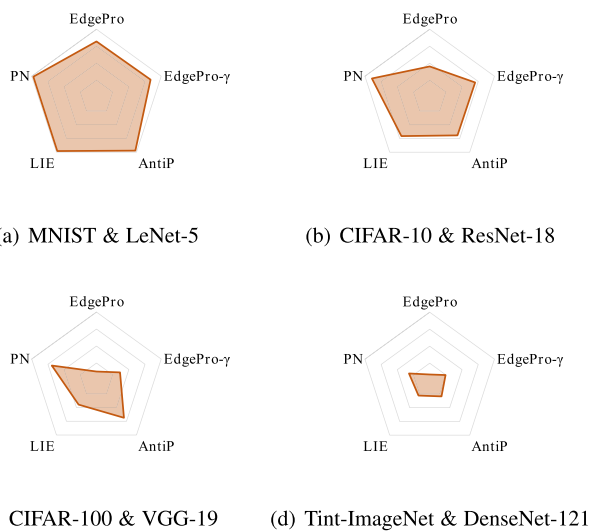 EdgePro
EdgePro
PN
EdgePro-γ
PN
EdgePro-γ
LIE
AntiP
LIE
AntiP
a) MNIST & LeNet-5
(b) CIFAR-10 & ResNet-18
EdgePro
EdgePro
PN
EdgePro-γ
PN
EdgePro-γ
LIE
AntiP
LIE
AntiP
CIFAR-100 & VGG-19
(d) Tint-ImageNet & DenseNet-121